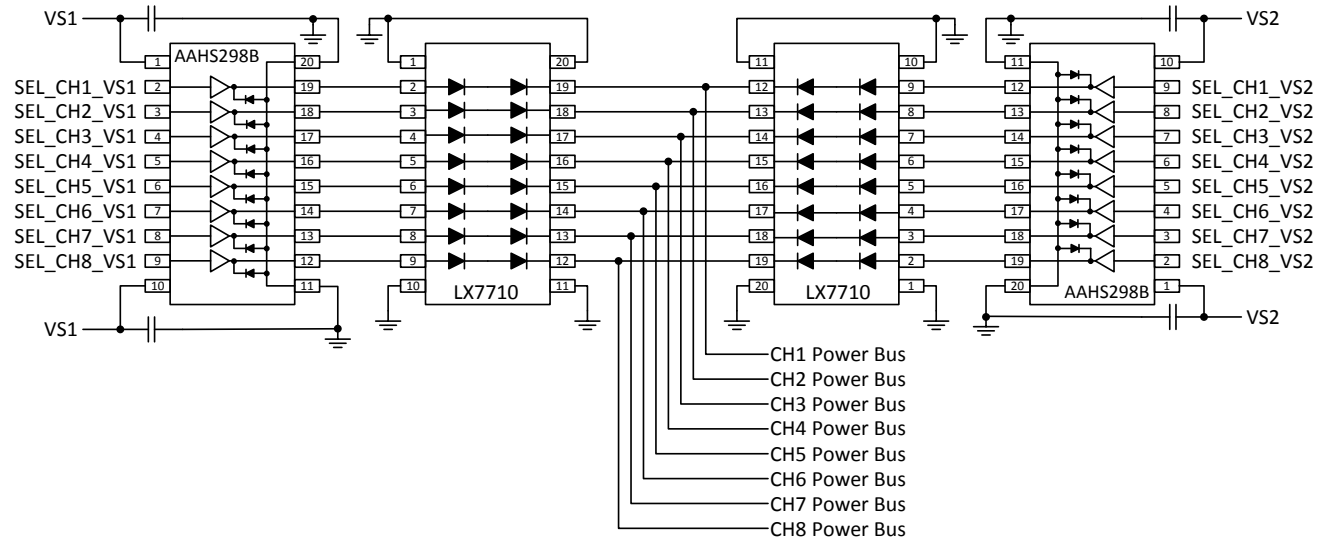 VS1 VS2
AAHS298B
1 20 1 20 11 10 11 10
SEL_CH1_VS1 2 19 2 19 12 9 12 9 SEL_CH1_VS2
SEL_CH2_VS1 3 18 3 18 13 8 13 8 SEL_CH2_VS2
SEL_CH3_VS1 4 17 4 17 14 7 14 7 SEL_CH3_VS2
SEL_CH4_VS1 5 16 5 16 15 6 15 6 SEL_CH4_VS2
SEL_CH5_VS1 6 15 6 15 16 5 16 5 SEL_CH5_VS2
SEL_CH6_VS1 7 14 7 14 17 4 17 4 SEL_CH6_VS2
SEL_CH7_VS1 8 13 8 13 18 3 18 3 SEL_CH7_VS2
SEL_CH8_VS1 9 12 9 12 19 2 19 2 SEL_CH8_VS2
10 11 10 11 20 1 20 1
LX7710 LX7710 AAHS298B
VS1 VS2
CH1 Power Bus
CH2 Power Bus
CH3 Power Bus
CH4 Power Bus
CH5 Power Bus
CH6 Power Bus
CH7 Power Bus
CH8 Power Bus